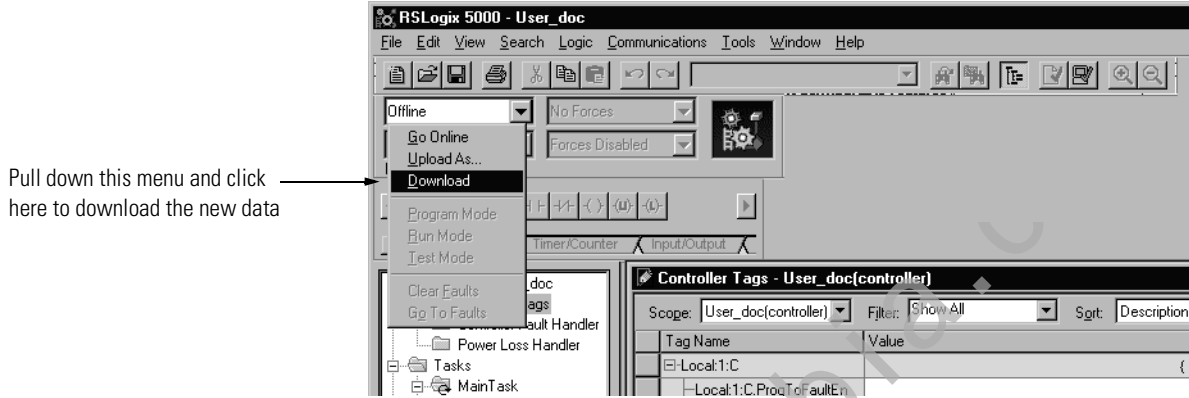 RSLogix 5000 - User_doc
File Edit View Search Logic Communications Tools Window Help
Offline
No Forces
Go Online
Forces Disabled
Upload As...
Pull down this menu and click
here to download the new data
Download
Program Mode
Run Mode
Timer/Counter Input/Output
Test Mode
Clear Faults
_doc
Controller Tags - User_doc(controller)
Go To Faults
ags
Scope: User_doc(controller) Filter: Show All Sort: Description
Controller Fault Handler
Tag Name Value
Power Loss Handler
Tasks
Local:1:C {
MainTask
Local:1:C.ProgToFaultEn